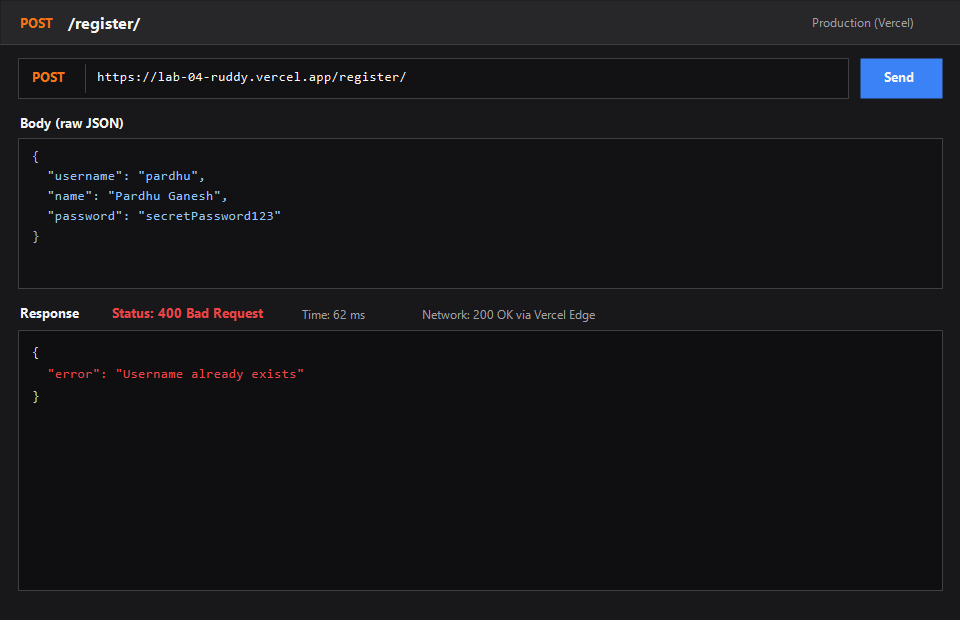 POST /register/ Production (Vercel)
POST https://lab-04-ruddy.vercel.app/register/ Send
Body (raw JSON)
{
"username": "pardhu",
"name": "Pardhu Ganesh",
"password": "secretPassword123"
}
Response Status: 400 Bad Request Time: 62 ms Network: 200 OK via Vercel Edge
{
"error": "Username already exists"
}